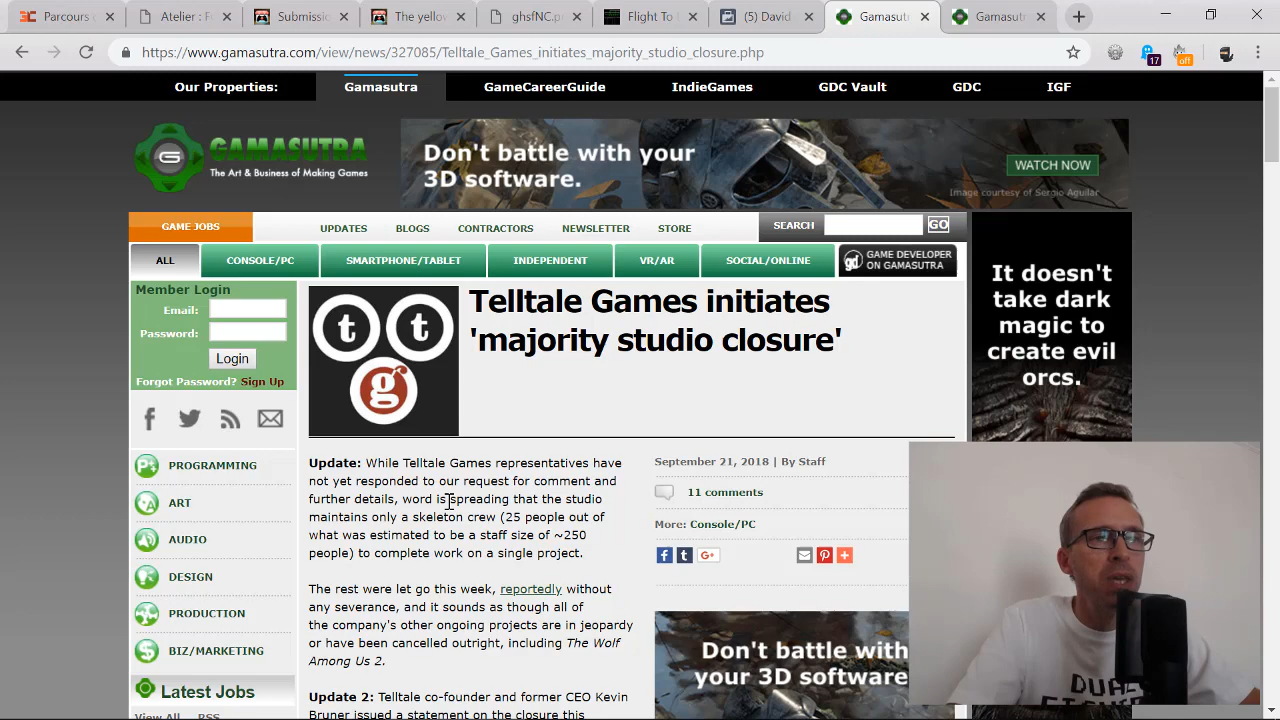 Parcours
Atelier :
Submissi
The yellow
ghsfNC.p
Flight To
(5) David
Gamasut
Gamasut
https://www.gamasutra.com/view/news/327085/Telltale_Games_initiates_majority_studio_closure.php
17
off
Our Properties:
Gamasutra
GameCareerGuide
IndieGames
GDC Vault
GDC
IGF
GAMASUTRA
The Art & Business of Making Games
Don't battle with your
3D software.
WATCH NOW
Image courtesy of Sergio Aguilar
GAME JOBS
UPDATES
BLOGS
CONTRACTORS
NEWSLETTER
STORE
SEARCH
GO
ALL
CONSOLE/PC
SMARTPHONE/TABLET
INDEPENDENT
VR/AR
SOCIAL/ONLINE
gd GAME DEVELOPER
ON GAMASUTRA
Member Login
Email:
Password:
Login
Forgot Password? Sign Up
PROGRAMMING
ART
AUDIO
DESIGN
PRODUCTION
BIZ/MARKETING
Latest Jobs
View All RSS
t t
g
Telltale Games initiates
'majority studio closure'
Update: While Telltale Games representatives have
not yet responded to our request for comment and
further details, word is spreading that the studio
maintains only a skeleton crew (25 people out of
what was estimated to be a staff size of ~250
people) to complete work on a single project.
The rest were let go this week, reportedly without
any severance, and it sounds as though all of
the company's other ongoing projects are in jeopardy
or have been cancelled outright, including The Wolf
Among Us 2.
Update 2: Telltale co-founder and former CEO Kevin
Bruner issued a statement on the closure this
September 21, 2018 | By Staff
11 comments
More: Console/PC
Don't battle with
your 3D software
It doesn't
take dark
magic to
create evil
orcs.